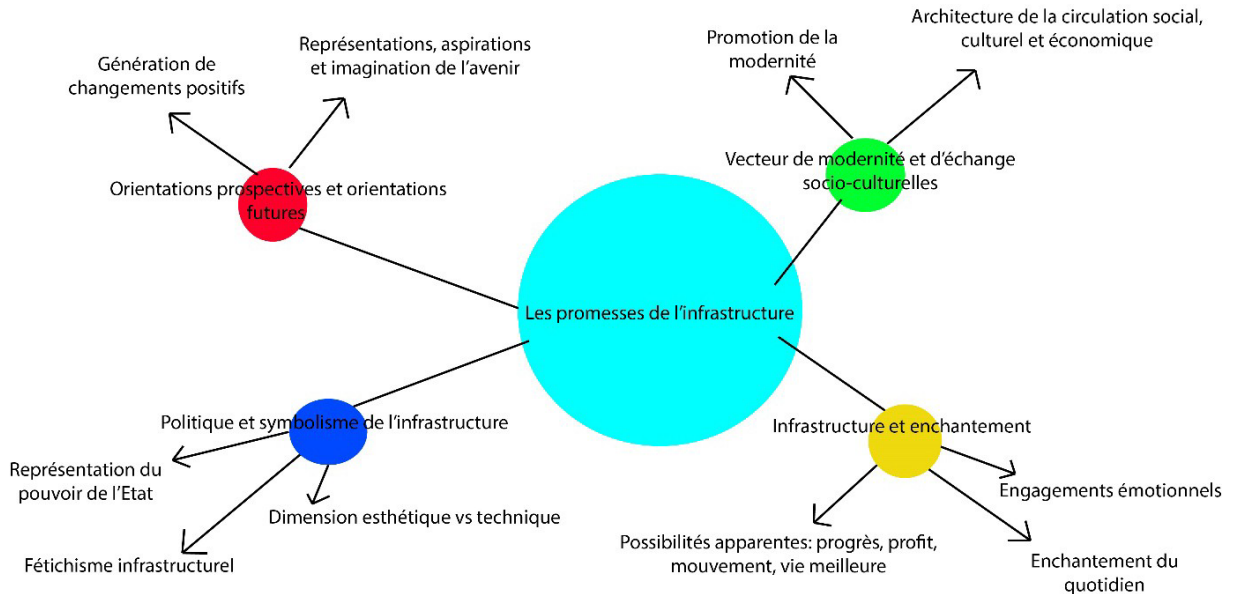 Génération de
changements positifs
Représentations, aspirations
et imagination de l'avenir
Orientations prospectives et orientations
futures
Promotion de la
modernité
Architecture de la circulation social,
culturel et économique
Vecteur de modernité et d'échange
socio-culturelles
Les promesses de l'infrastructure
Politique et symbolisme de l'infrastructure
Représentation du
pouvoir de l'Etat
Dimension esthétique vs technique
Fétichisme infrastructurel
Infrastructure et enchantement
Engagements émotionnels
Possibilités apparentes: progrès, profit,
mouvement, vie meilleure
Enchantement du
quotidien